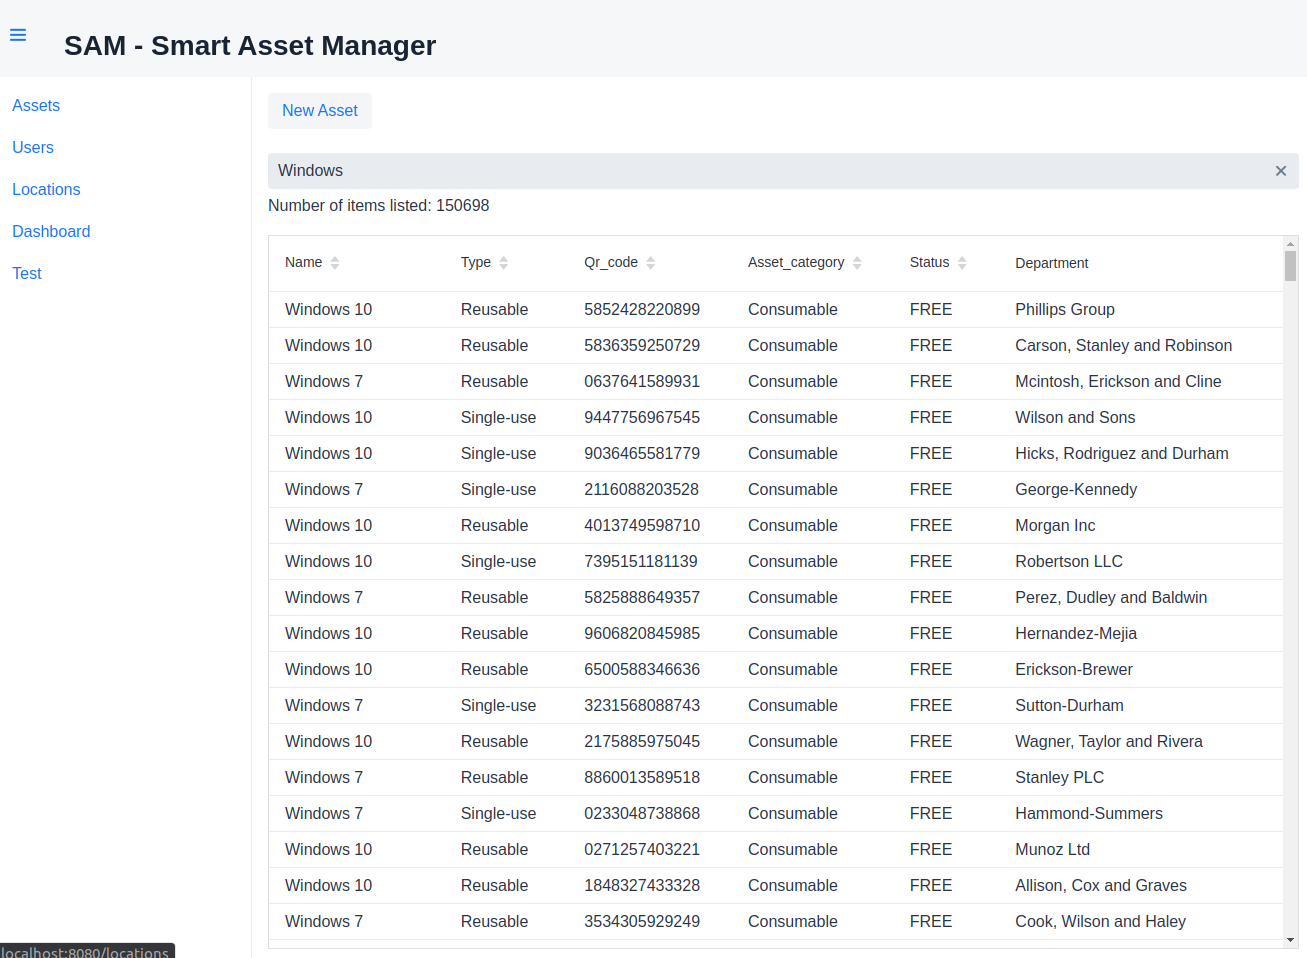 SAM - Smart Asset Manager
Assets
Users
Locations
Dashboard
Test
New Asset
Windows
Number of items listed: 150698
Name Type Qr_code Asset_category Status Department
Windows 10 Reusable 5852428220899 Consumable FREE Phillips Group
Windows 10 Reusable 5836359250729 Consumable FREE Carson, Stanley and Robinson
Windows 7 Reusable 0637641589931 Consumable FREE Mcintosh, Erickson and Cline
Windows 10 Single-use 9447756967545 Consumable FREE Wilson and Sons
Windows 10 Single-use 9036465581779 Consumable FREE Hicks, Rodriguez and Durham
Windows 7 Single-use 2116088203528 Consumable FREE George-Kennedy
Windows 10 Reusable 4013749598710 Consumable FREE Morgan Inc
Windows 10 Single-use 7395151181139 Consumable FREE Robertson LLC
Windows 7 Reusable 5825888649357 Consumable FREE Perez, Dudley and Baldwin
Windows 10 Reusable 9606820845985 Consumable FREE Hernandez-Mejia
Windows 10 Reusable 6500588346636 Consumable FREE Erickson-Brewer
Windows 7 Single-use 3231568088743 Consumable FREE Sutton-Durham
Windows 10 Reusable 2175885975045 Consumable FREE Wagner, Taylor and Rivera
Windows 7 Reusable 8860013589518 Consumable FREE Stanley PLC
Windows 7 Single-use 0233048738868 Consumable FREE Hammond-Summers
Windows 10 Reusable 0271257403221 Consumable FREE Munoz Ltd
Windows 10 Reusable 1848327433328 Consumable FREE Allison, Cox and Graves
Windows 7 Reusable 3534305929249 Consumable FREE Cook, Wilson and Haley
localhost:8080/locations